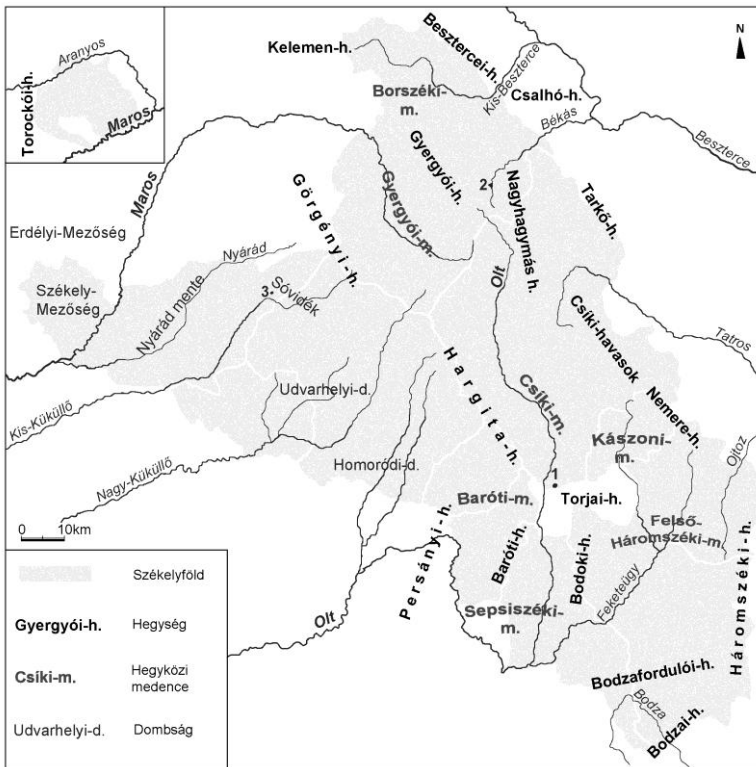 N
Aranyos
Torockói-h.
Maros
Kelemen-h.
Besztercei-h.
Kis-Beszterce
Csalhó-h.
Borszéki-
m.
Békás
Beszterce
Gyergyói-h.
2
Nagyhagymás h.
Tarkő-h.
Maros
Görgényi-h.
Gyergyói-m.
Olt
Erdélyi-Mezőség
Nyárád
Székely-
Mezőség
3
Sóvidék
Nyárád mente
Csíki-havasok
Tatros
Hargita-h.
Udvarhelyi-d.
Csíki-m.
Nemere-h.
Kis-Küküllő
Kászoni-
m.
Ojtoz
Homoródi-d.
Nagy-Küküllő
1
Baróti-m.
Torjai-h.
0 10km
Felső-
Háromszéki-m.
Persányi-h.
Baróti-h.
Bodoki-h.
Feketeügy
Háromszéki-h.
Sepsiszéki-
m.
Olt
Bodzafordulói-h.
Bodza
Bodzai-h.
Székelyföld
Gyergyói-h. Hegység
Csíki-m. Hegyközi
medence
Udvarhelyi-d. Dombság